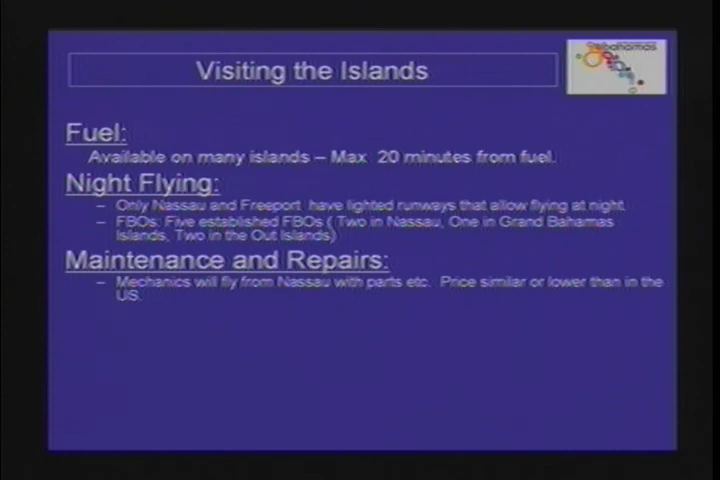 Visiting the Islands
bahamas
Fuel:
Available on many islands – Max 20 minutes from fuel.
Night Flying:
– Only Nassau and Freeport have lighted runways that allow flying at night.
– FBOs: Five established FBOs ( Two in Nassau, One in Grand Bahamas
Islands, Two in the Out Islands)
Maintenance and Repairs:
– Mechanics will fly from Nassau with parts etc. Price similar or lower than in the
US.